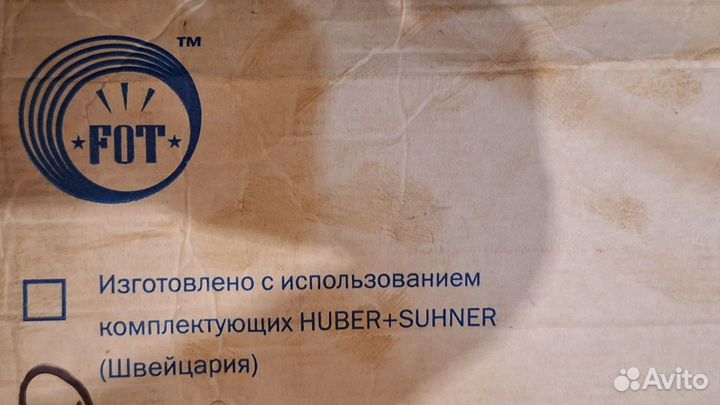 TM
★FOT★
Изготовлено с использованием
комплектующих HUBER+SUHNER
(Швейцария)
Avito